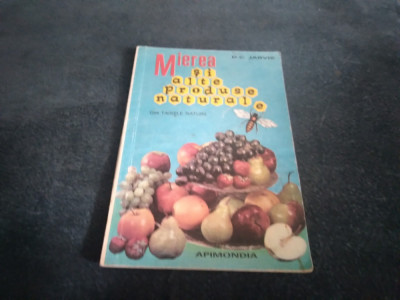 D.C. JARVIS
Mierea
și
alte
produse
naturale
APIMONDIA